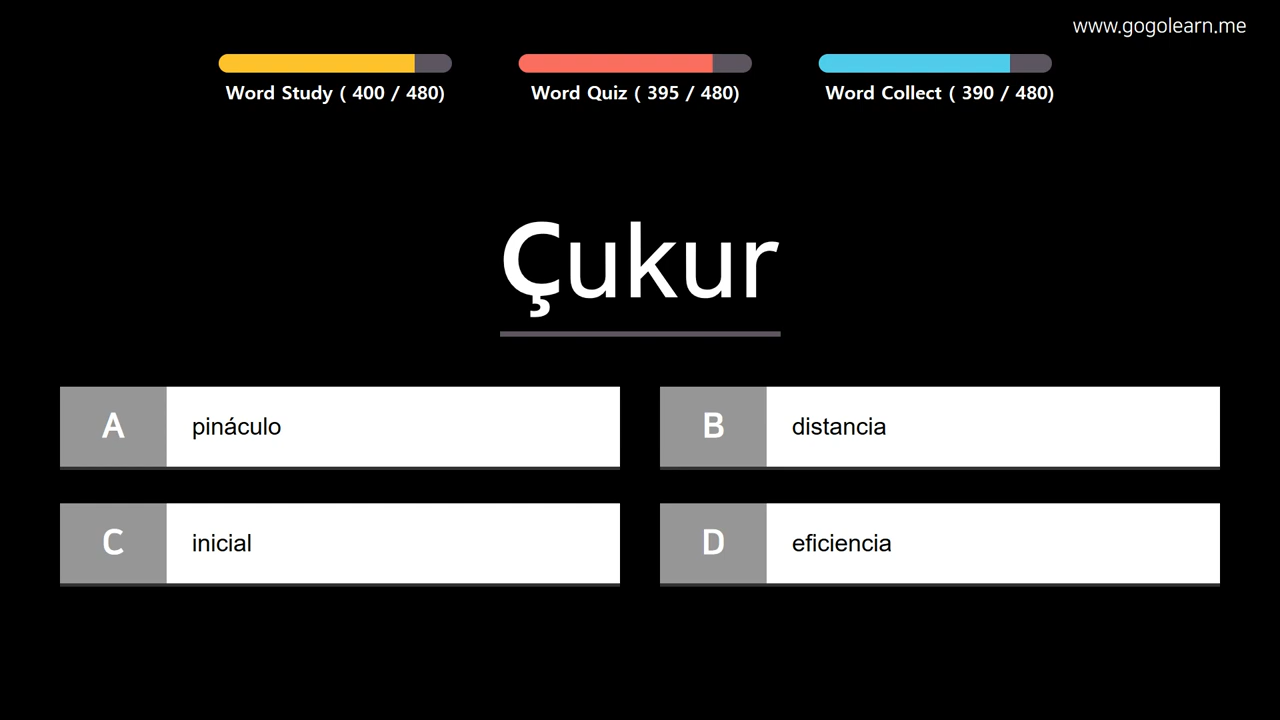 www.gogolearn.me
Word Study ( 400 / 480)
Word Quiz ( 395 / 480)
Word Collect ( 390 / 480)
Çukur
A pináculo
B distancia
C inicial
D eficiencia